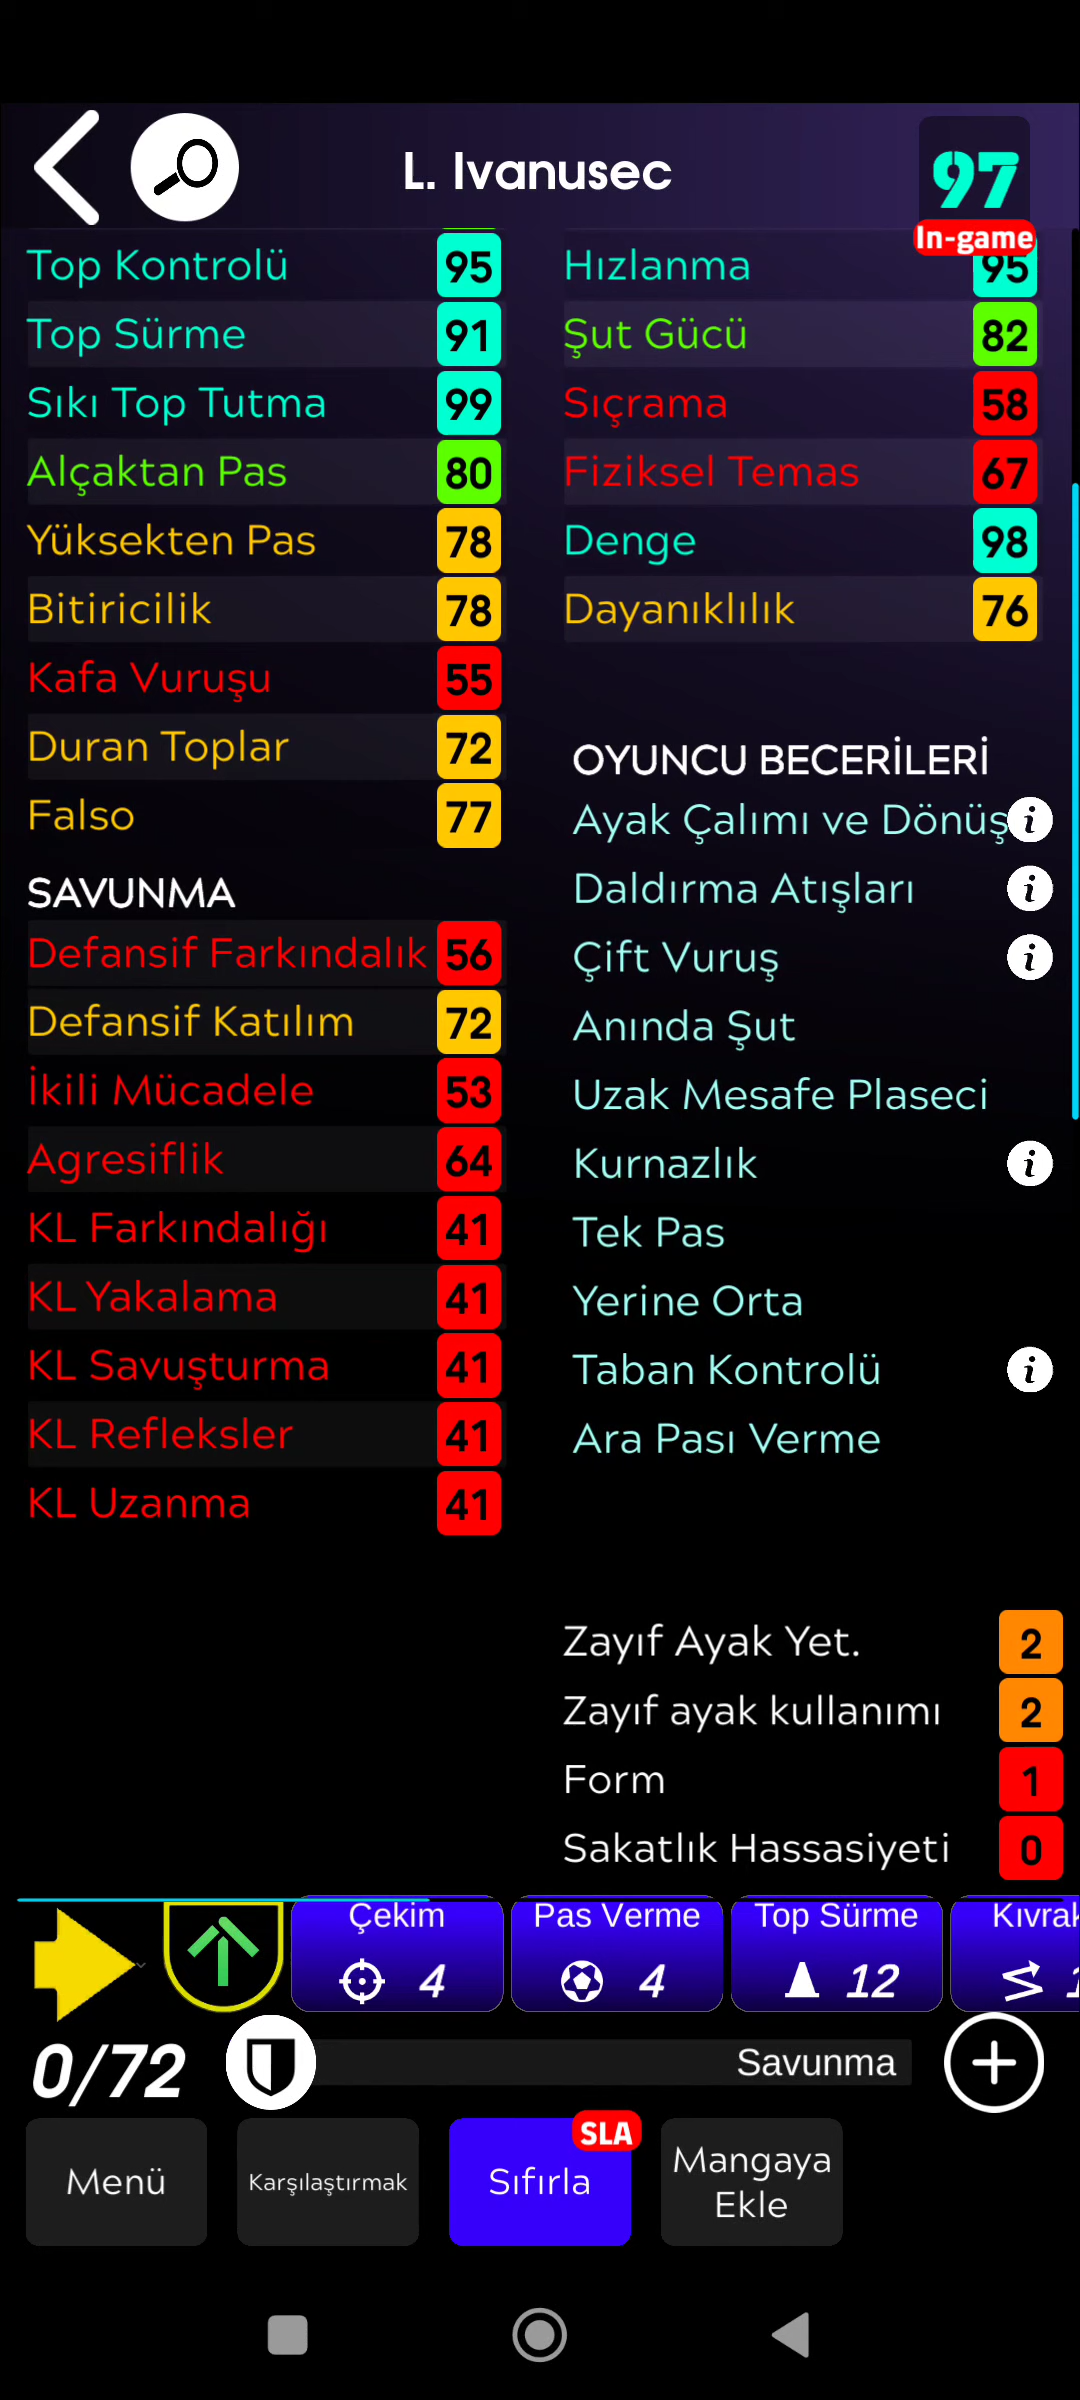 L. Ivanusec
97
In-game
Top Kontrolü 95
Top Sürme 91
Sıkı Top Tutma 99
Alçaktan Pas 80
Yüksekten Pas 78
Bitiricilik 78
Kafa Vuruşu 55
Duran Toplar 72
Falso 77
SAVUNMA
Defansif Farkındalık 56
Defansif Katılım 72
İkili Mücadele 53
Agresiflik 64
KL Farkındalığı 41
KL Yakalama 41
KL Savuşturma 41
KL Refleksler 41
KL Uzanma 41
Hızlanma 95
Şut Gücü 82
Sıçrama 58
Fiziksel Temas 67
Denge 98
Dayanıklılık 76
OYUNCU BECERİLERİ
Ayak Çalımı ve Dönüş i
Daldırma Atışları i
Çift Vuruş i
Anında Şut
Uzak Mesafe Plaseci
Kurnazlık i
Tek Pas
Yerine Orta
Taban Kontrolü i
Ara Pası Verme
Zayıf Ayak Yet. 2
Zayıf ayak kullanımı 2
Form 1
Sakatlık Hassasiyeti 0
Çekim Pas Verme Top Sürme
4 4 12
0/72 Savunma
Menü
Karşılaştırmak
SLA
Sıfırla
Mangaya
Ekle